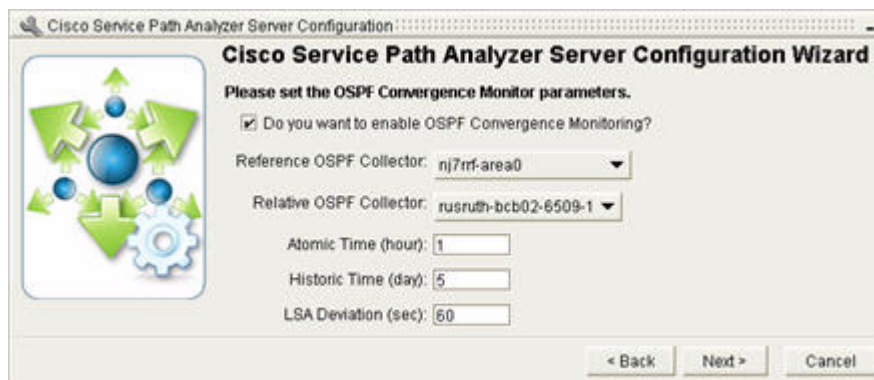 Cisco Service Path Analyzer Server Configuration
Cisco Service Path Analyzer Server Configuration Wizard
Please set the OSPF Convergence Monitor parameters.
Do you want to enable OSPF Convergence Monitoring?
Reference OSPF Collector: nj7rrf-area0
Relative OSPF Collector: rusruth-bcb02-6509-1
Atomic Time (hour): 1
Historic Time (day): 5
LSA Deviation (sec): 60
< Back Next > Cancel